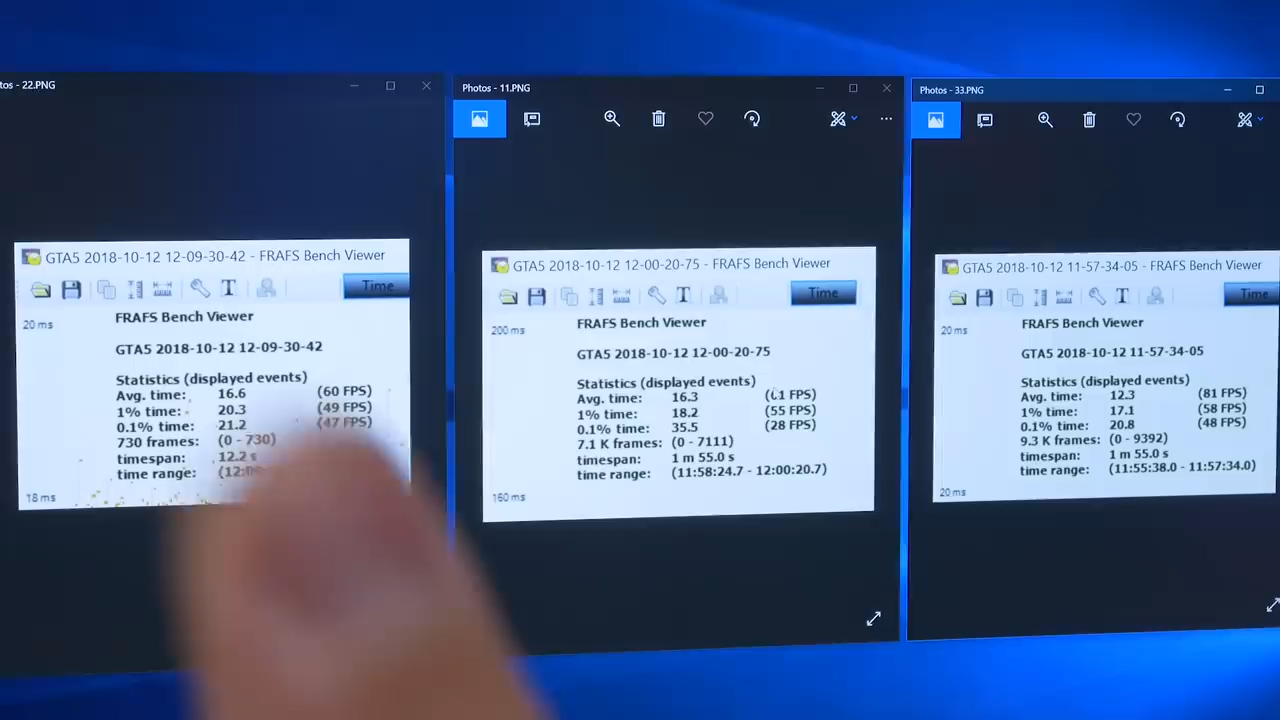 tos - 22.PNG
GTA5 2018-10-12 12-09-30-42 - FRAFS Bench Viewer
T
Time
20 ms
FRAFS Bench Viewer
GTA5 2018-10-12 12-09-30-42
Statistics (displayed events)
Avg. time: 16.6 (60 FPS)
1% time: 20.3 (49 FPS)
0.1% time: 21.2 (47 FPS)
730 frames: (0 - 730)
timespan: 12.2 s
time range:
18 ms
Photos - 11.PNG
GTA5 2018-10-12 12-00-20-75 - FRAFS Bench Viewer
T
Time
200 ms
FRAFS Bench Viewer
GTA5 2018-10-12 12-00-20-75
Statistics (displayed events)
Avg. time: 16.3 (61 FPS)
1% time: 18.2 (55 FPS)
0.1% time: 35.5 (28 FPS)
7.1 K frames: (0 - 7111)
timespan: 1 m 55.0 s
time range: (11:58:24.7 - 12:00:20.7)
160 ms
Photos - 33.PNG
GTA5 2018-10-12 11-57-34-05 - FRAFS Bench Viewer
T
Time
20 ms
FRAFS Bench Viewer
GTA5 2018-10-12 11-57-34-05
Statistics (displayed events)
Avg. time: 12.3 (81 FPS)
1% time: 17.1 (58 FPS)
0.1% time: 20.8 (48 FPS)
9.3 K frames: (0 - 9392)
timespan: 1 m 55.0 s
time range: (11:55:38.0 - 11:57:34.0)
20 ms